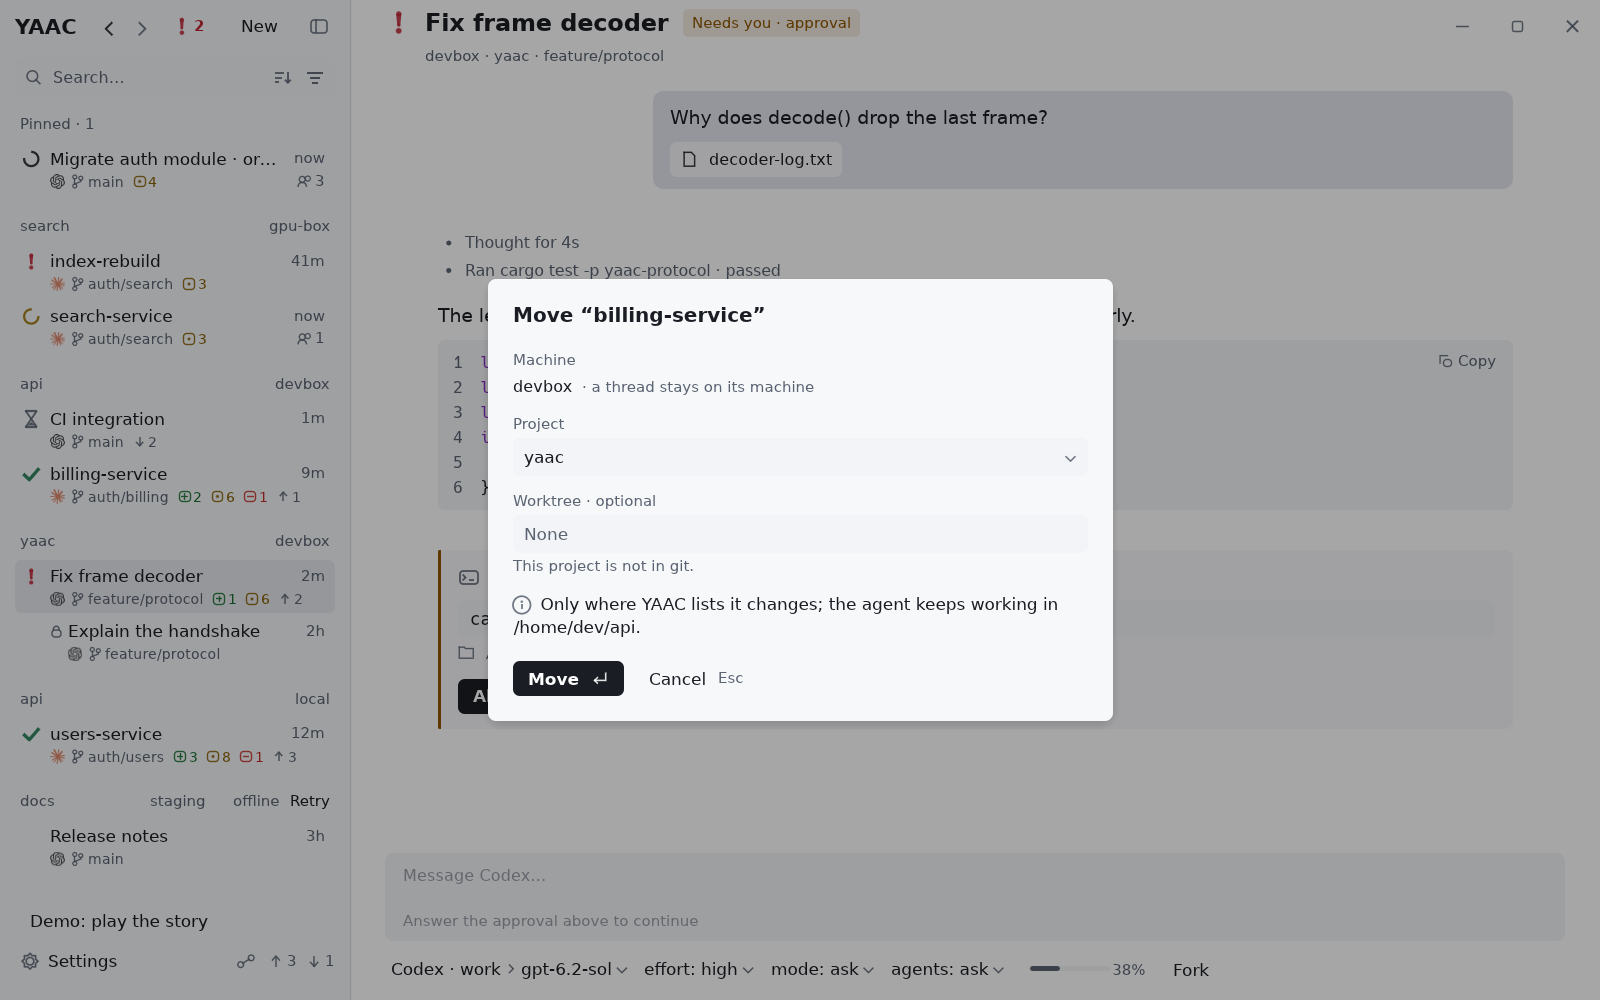 YAAC
2
New
Search...
Pinned · 1
Migrate auth module · or...
now
main
4
3
search
gpu-box
index-rebuild
41m
auth/search
3
search-service
now
auth/search
3
1
api
devbox
CI integration
1m
main
2
billing-service
9m
auth/billing
2
6
1
1
yaac
devbox
Fix frame decoder
2m
feature/protocol
1
6
2
Explain the handshake
2h
feature/protocol
api
local
users-service
12m
auth/users
3
8
1
3
docs
staging
offline
Retry
Release notes
3h
main
Demo: play the story
Settings
3
1
Fix frame decoder
Needs you · approval
devbox · yaac · feature/protocol
Why does decode() drop the last frame?
decoder-log.txt
• Thought for 4s
• Ran cargo test -p yaac-protocol · passed
The
rly.
Copy
1
2
3
4
5
6 }
Move “billing-service”
Machine
devbox · a thread stays on its machine
Project
yaac
Worktree · optional
None
This project is not in git.
Only where YAAC lists it changes; the agent keeps working in
/home/dev/api.
Move
Cancel
Esc
Message Codex...
Answer the approval above to continue
Codex · work > gpt-6.2-sol
effort: high
mode: ask
agents: ask
38%
Fork